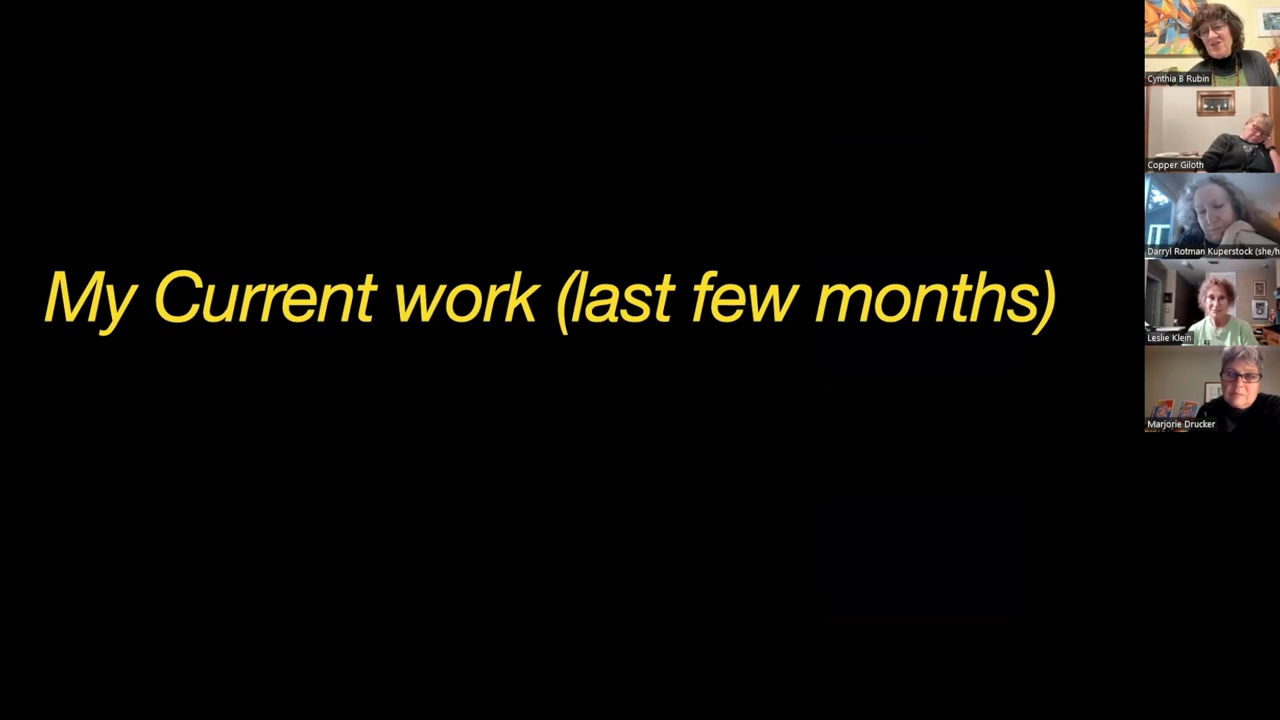 My Current work (last few months)
Cynthia B Rubin
Copper Giloth
Darryl Rotman Kuperstock (she/h
Leslie Klein
Marjorie Drucker